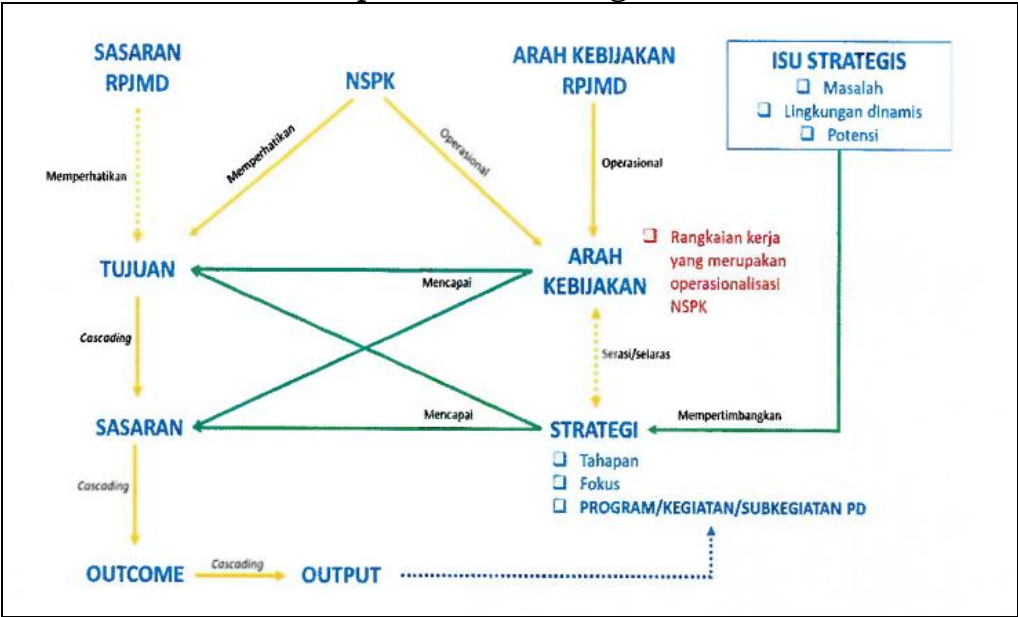 SASARAN
RPJMD
NSPK
ARAH KEBIJAKAN
RPJMD
ISU STRATEGIS
❑ Masalah
❑ Lingkungan dinamis
❑ Potensi
Memperhatikan
Memperhatikan
Operasional
Operasional
TUJUAN
ARAH
KEBIJAKAN
❑ Rangkaian kerja
yang merupakan
operasionalisasi
NSPK
Mencapai
Cascading
Serasi/selaras
SASARAN
Mencapai
STRATEGI
Mempertimbangkan
❑ Tahapan
❑ Fokus
❑ PROGRAM/KEGIATAN/SUBKEGIATAN PD
Cascading
OUTCOME
Cascading
OUTPUT